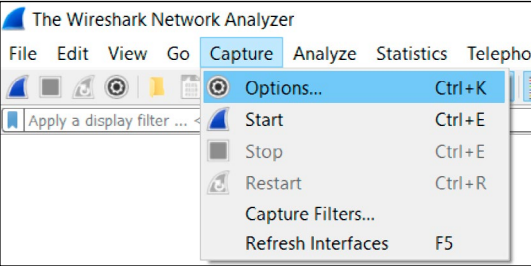 The Wireshark Network Analyzer
File Edit View Go Capture Analyze Statistics Telepho
Options... Ctrl+K
Apply a display filter ... <
Start Ctrl+E
Stop Ctrl+E
Restart Ctrl+R
Capture Filters...
Refresh Interfaces F5